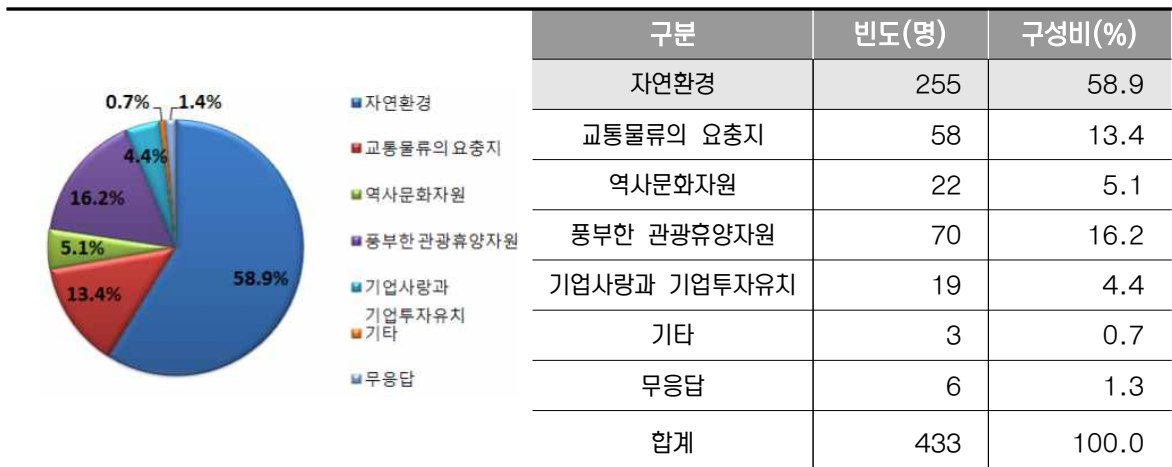 0.7%
1.4%
4.4%
16.2%
5.1%
13.4%
58.9%
자연환경
교통물류의 요충지
역사문화자원
풍부한 관광휴양자원
기업사랑과
기업투자유치
기타
무응답
구분 빈도(명) 구성비(%)
자연환경 255 58.9
교통물류의 요충지 58 13.4
역사문화자원 22 5.1
풍부한 관광휴양자원 70 16.2
기업사랑과 기업투자유치 19 4.4
기타 3 0.7
무응답 6 1.3
합계 433 100.0